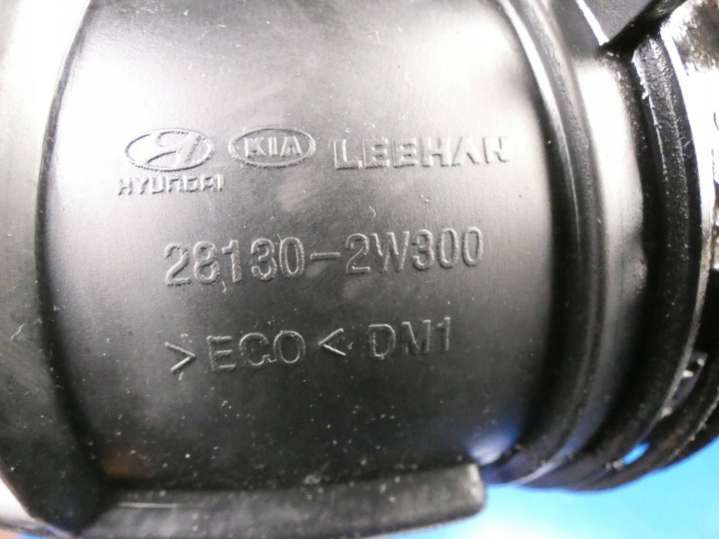 KIA LEEHAN
HYUNDAI
28130-2W300
>ECO< DM1